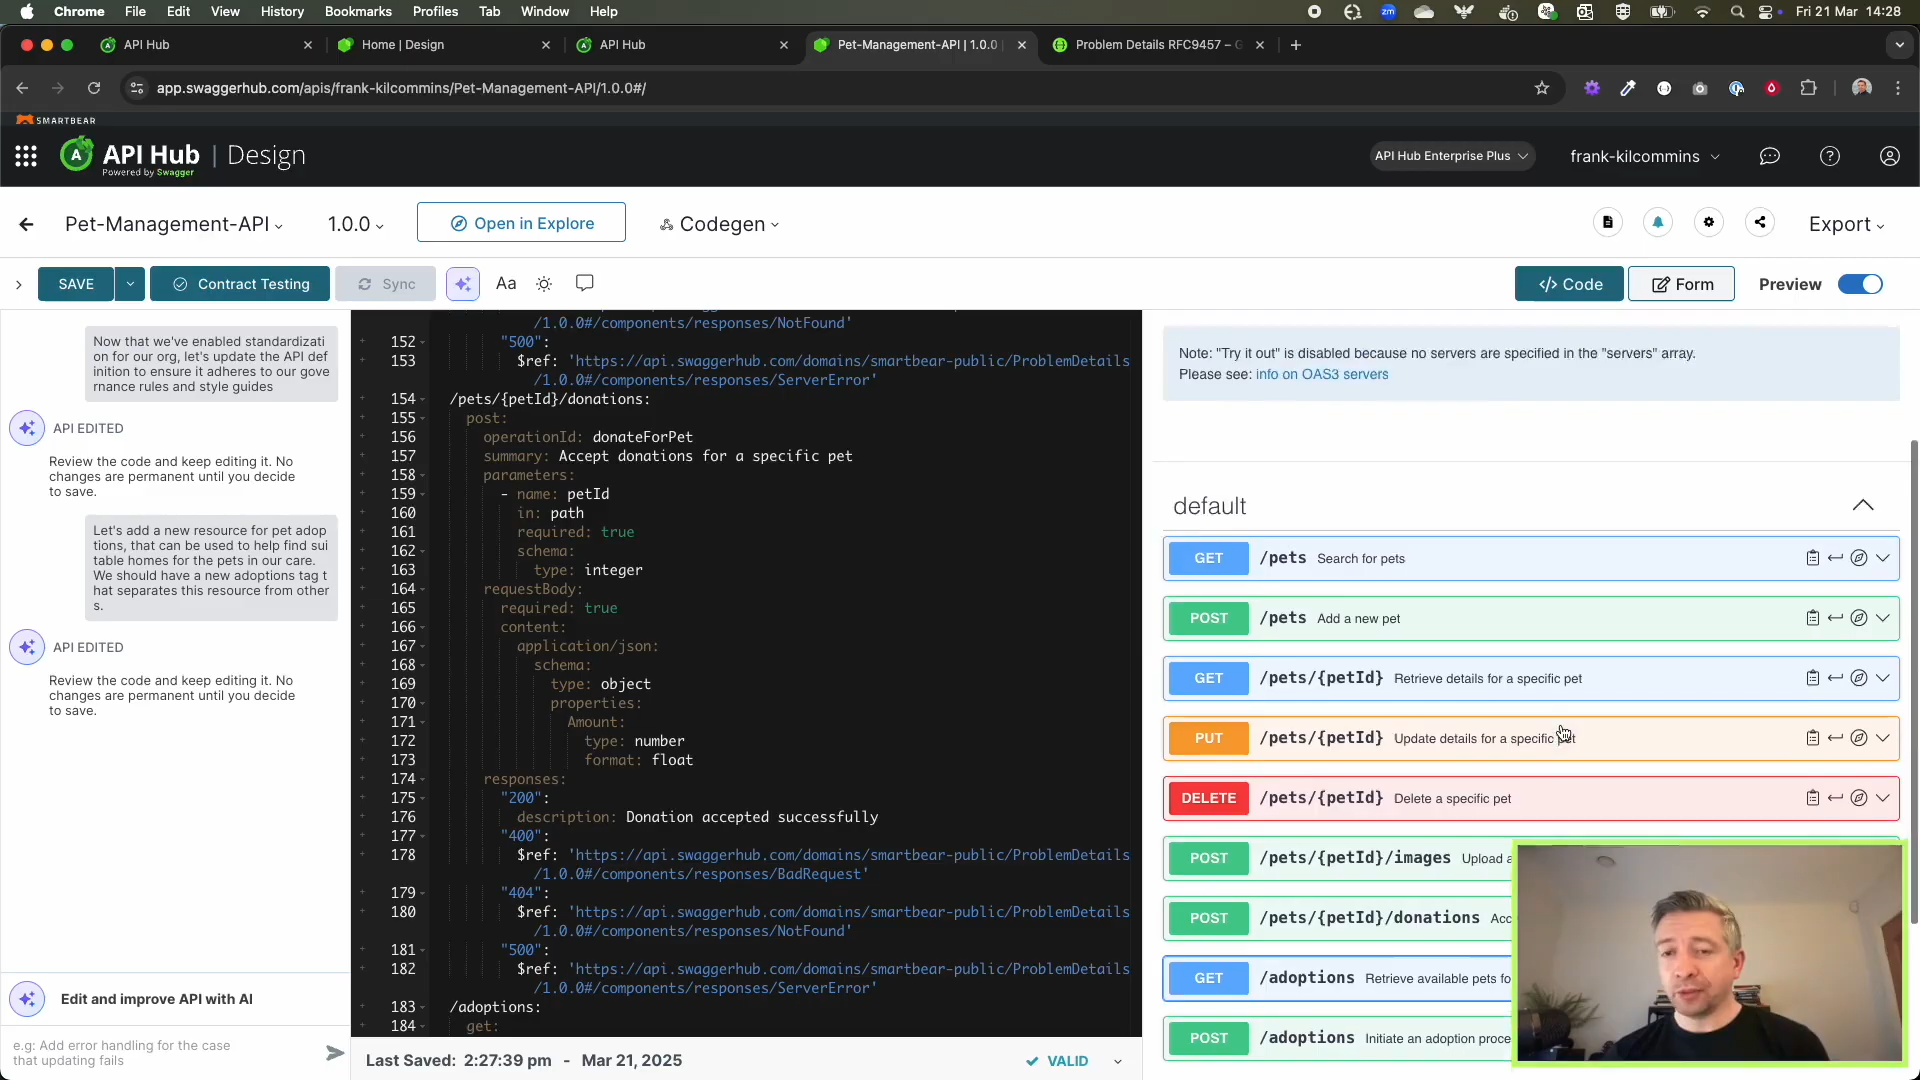 Chrome File Edit View History Bookmarks Profiles Tab Window Help
zm
Fri 21 Mar 14:28
API Hub
Home | Design
API Hub
Pet-Management-API | 1.0.0
Problem Details RFC9457 –
app.swaggerhub.com/apis/frank-kilcommins/Pet-Management-API/1.0.0#/
SMARTBEAR
API Hub | Design
Powered by Swagger
API Hub Enterprise Plus
frank-kilcommins
Pet-Management-API
1.0.0
Open in Explore
Codegen
Export
SAVE
Contract Testing
Sync
Aa
</> Code
Form
Preview
Now that we've enabled standardizati
on for our org, let's update the API def
inition to ensure it adheres to our gove
rnance rules and style guides
API EDITED
Review the code and keep editing it. No
changes are permanent until you decide
to save.
Let's add a new resource for pet adop
tions, that can be used to help find sui
table homes for the pets in our care.
We should have a new adoptions tag t
hat separates this resource from other
s.
API EDITED
Review the code and keep editing it. No
changes are permanent until you decide
to save.
Edit and improve API with AI
e.g: Add error handling for the case
that updating fails
/1.0.0#/components/responses/NotFound'
152 "500":
153 $ref: 'https://api.swaggerhub.com/domains/smartbear-public/ProblemDetails
/1.0.0#/components/responses/ServerError'
154 /pets/{petId}/donations:
155 post:
156 operationId: donateForPet
157 summary: Accept donations for a specific pet
158 parameters:
159 - name: petId
160 in: path
161 required: true
162 schema:
163 type: integer
164 requestBody:
165 required: true
166 content:
167 application/json:
168 schema:
169 type: object
170 properties:
171 Amount:
172 type: number
173 format: float
174 responses:
175 "200":
176 description: Donation accepted successfully
177 "400":
178 $ref: 'https://api.swaggerhub.com/domains/smartbear-public/ProblemDetails
/1.0.0#/components/responses/BadRequest'
179 "404":
180 $ref: 'https://api.swaggerhub.com/domains/smartbear-public/ProblemDetails
/1.0.0#/components/responses/NotFound'
181 "500":
182 $ref: 'https://api.swaggerhub.com/domains/smartbear-public/ProblemDetails
/1.0.0#/components/responses/ServerError'
183 /adoptions:
184 get:
Last Saved: 2:27:39 pm - Mar 21, 2025
VALID
Note: "Try it out" is disabled because no servers are specified in the "servers" array.
Please see: info on OAS3 servers
default
GET /pets Search for pets
POST /pets Add a new pet
GET /pets/{petId} Retrieve details for a specific pet
PUT /pets/{petId} Update details for a specific pet
DELETE /pets/{petId} Delete a specific pet
POST /pets/{petId}/images Upload
POST /pets/{petId}/donations
GET /adoptions Retrieve available pets
POST /adoptions Initiate an adoption